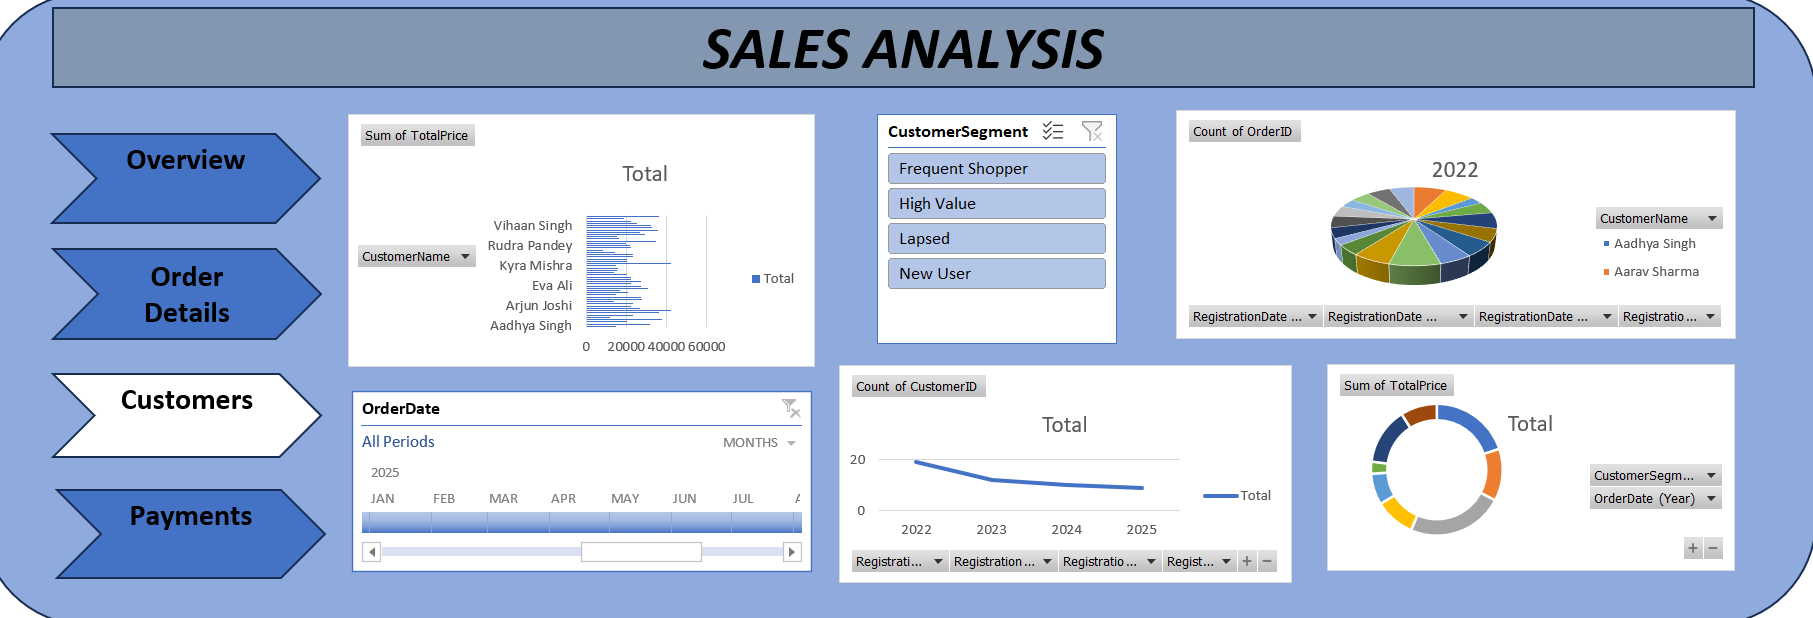 SALES ANALYSIS
Overview
Order
Details
Customers
Payments
Sum of TotalPrice
Total
CustomerName
Vihaan Singh
Rudra Pandey
Kyra Mishra
Eva Ali
Arjun Joshi
Aadhya Singh
0 20000 40000 60000
Total
CustomerSegment
Frequent Shopper
High Value
Lapsed
New User
Count of OrderID
2022
CustomerName
Aadhya Singh
Aarav Sharma
RegistrationDate ... RegistrationDate ... RegistrationDate ... Registratio ...
OrderDate
All Periods MONTHS
2025
JAN FEB MAR APR MAY JUN JUL A
Count of CustomerID
Total
20
0
2022 2023 2024 2025
Total
Registrati... Registration ... Registratio ... Regist... + −
Sum of TotalPrice
Total
CustomerSegm...
OrderDate (Year)
+ −